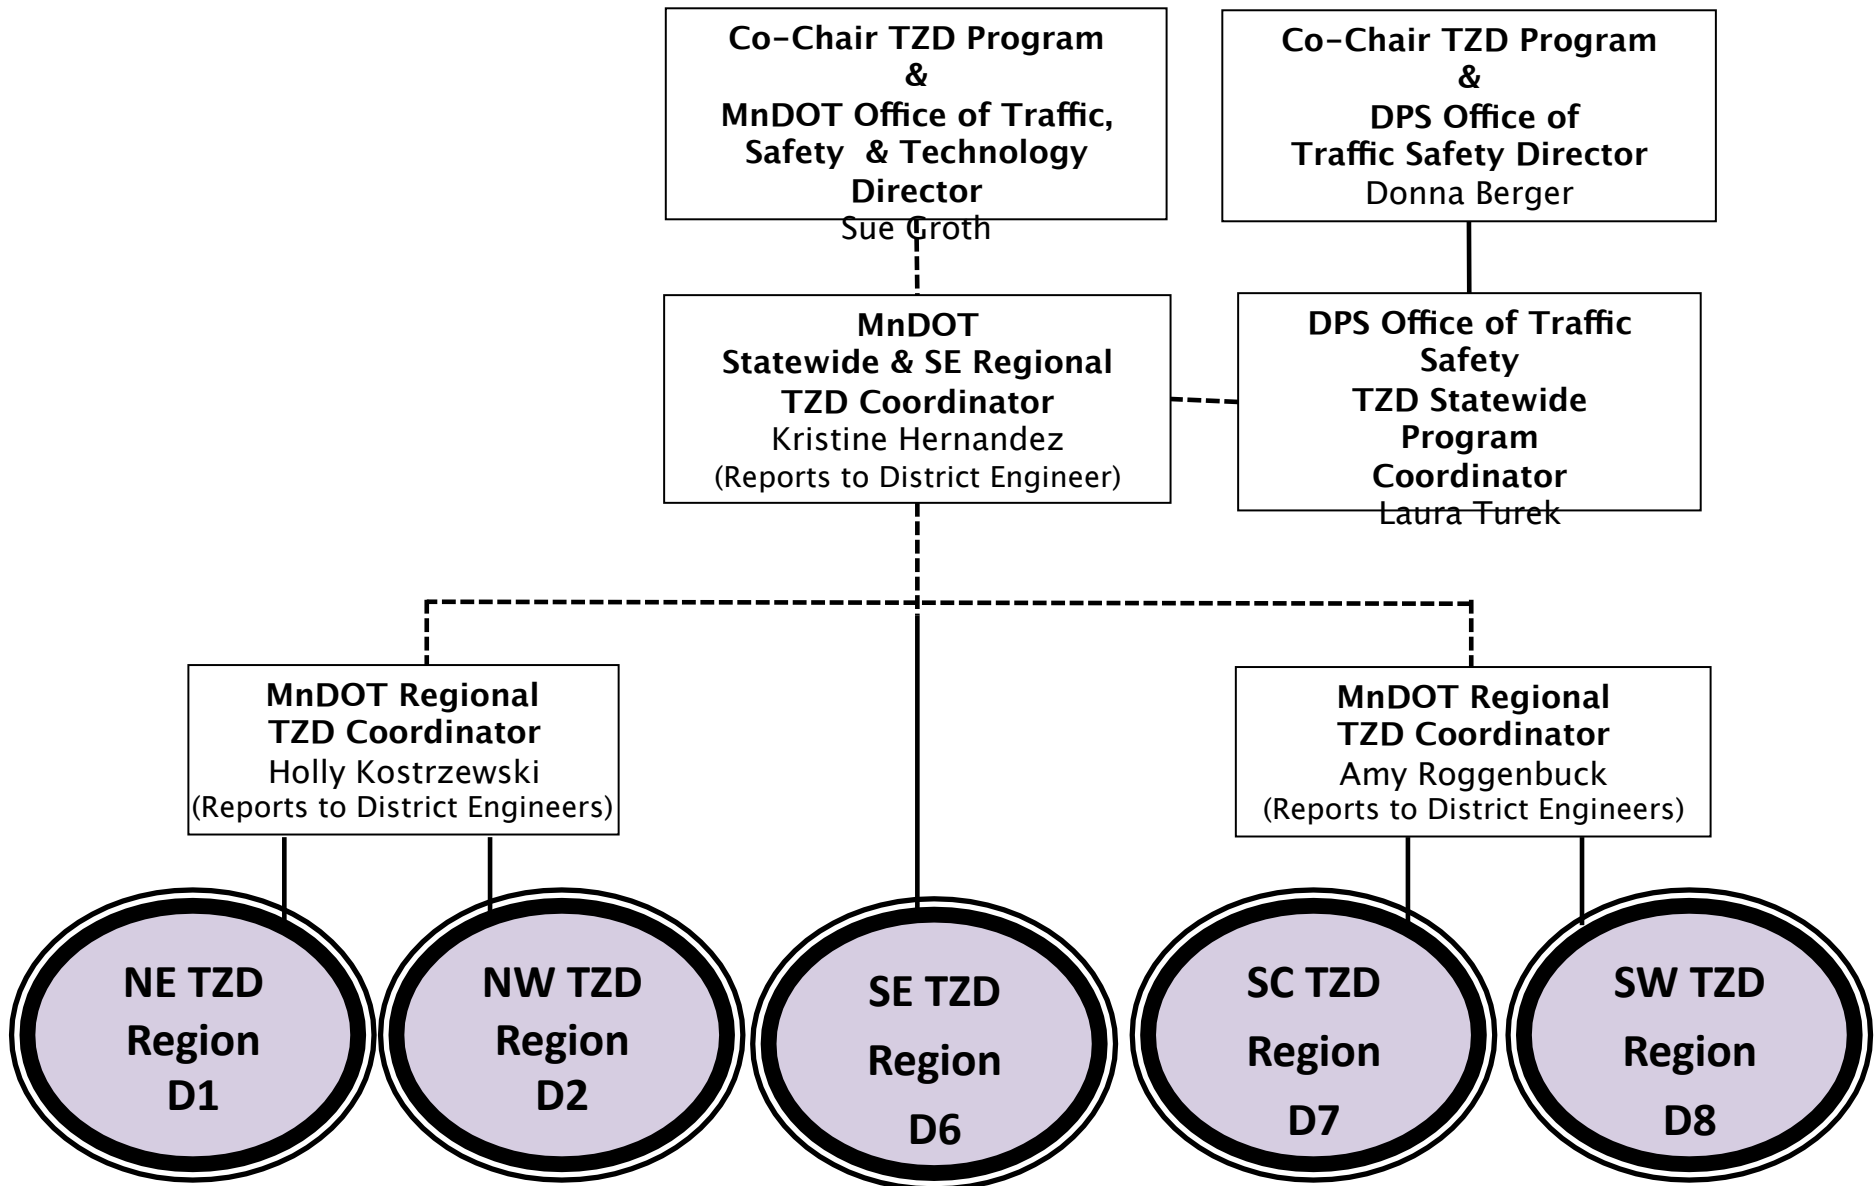 Co-Chair TZD Program
&
MnDOT Office of Traffic,
Safety & Technology
Director
Sue Groth
Co-Chair TZD Program
&
DPS Office of
Traffic Safety Director
Donna Berger
MnDOT
Statewide & SE Regional
TZD Coordinator
Kristine Hernandez
(Reports to District Engineer)
DPS Office of Traffic
Safety
TZD Statewide
Program
Coordinator
Laura Turek
MnDOT Regional
TZD Coordinator
Holly Kostrzewski
(Reports to District Engineers)
MnDOT Regional
TZD Coordinator
Amy Roggenbuck
(Reports to District Engineers)
NE TZD
Region
D1
NW TZD
Region
D2
SE TZD
Region
D6
SC TZD
Region
D7
SW TZD
Region
D8